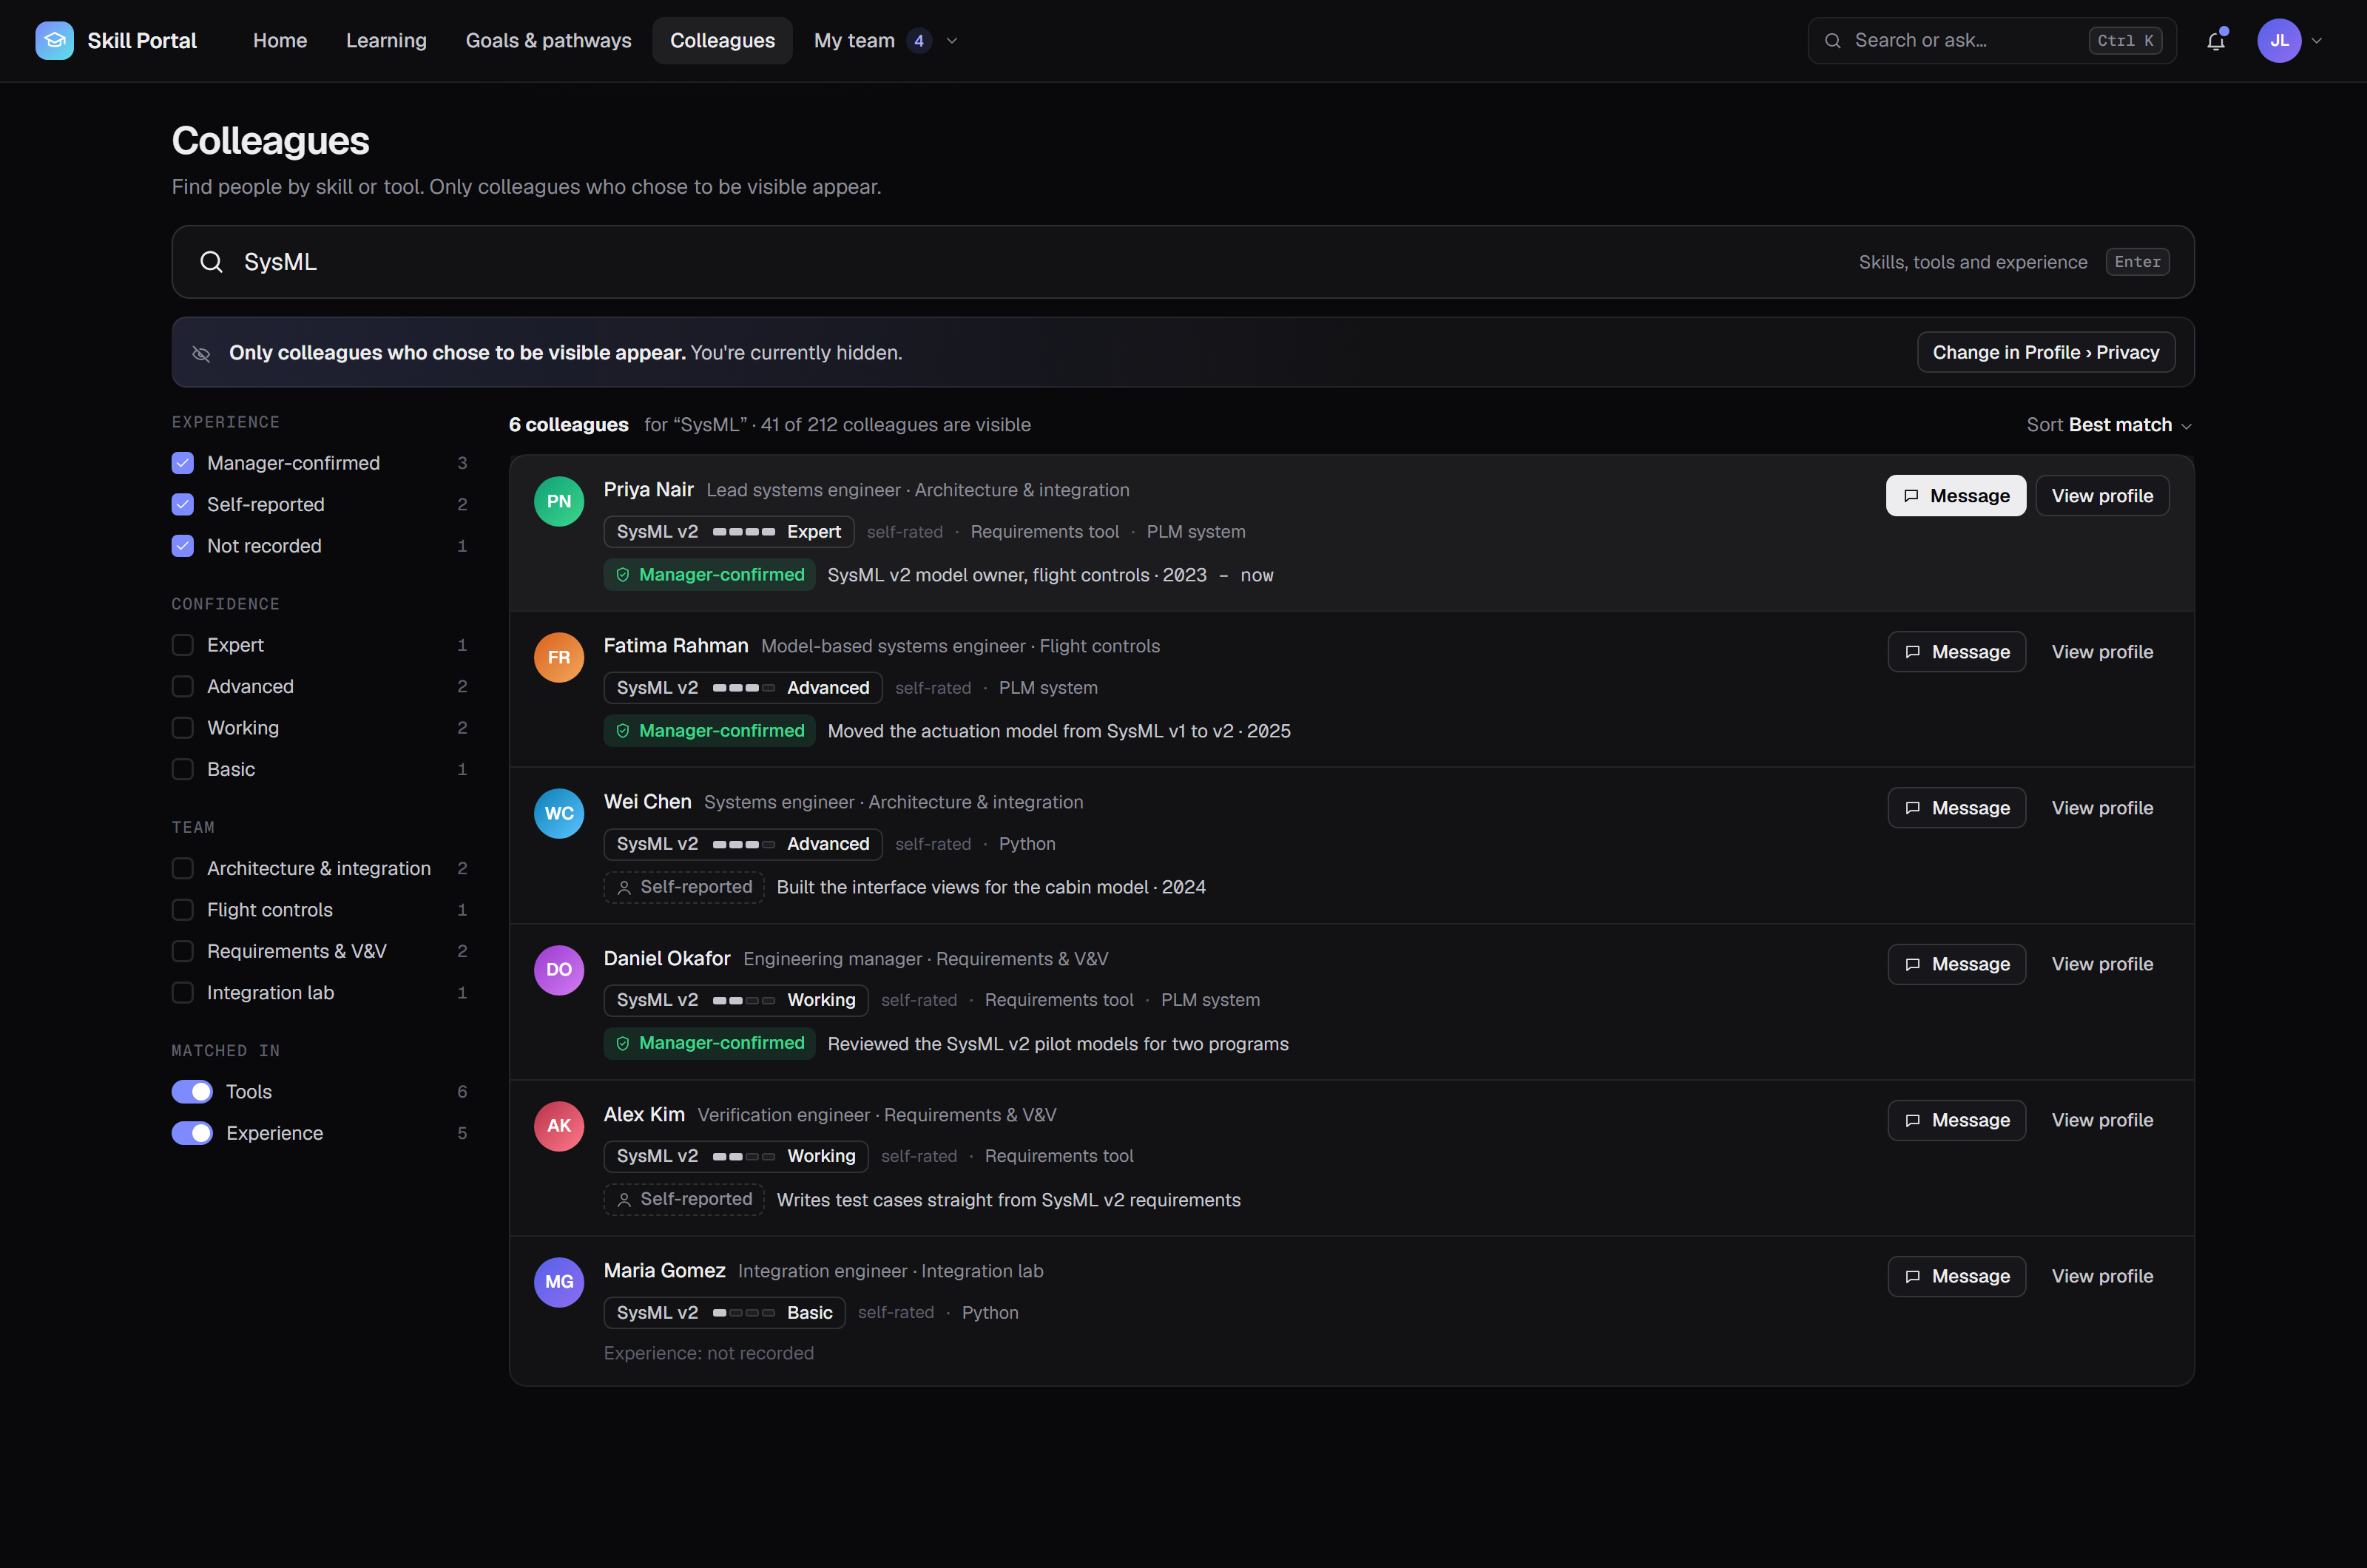 Skill Portal Home Learning Goals & pathways Colleagues My team 4 Search or ask... Ctrl K JL
Colleagues
Find people by skill or tool. Only colleagues who chose to be visible appear.
SysML Skills, tools and experience Enter
Only colleagues who chose to be visible appear. You're currently hidden. Change in Profile › Privacy
EXPERIENCE
Manager-confirmed 3
Self-reported 2
Not recorded 1
CONFIDENCE
Expert 1
Advanced 2
Working 2
Basic 1
TEAM
Architecture & integration 2
Flight controls 1
Requirements & V&V 2
Integration lab 1
MATCHED IN
Tools 6
Experience 5
6 colleagues for “SysML” · 41 of 212 colleagues are visible Sort Best match
PN Priya Nair Lead systems engineer · Architecture & integration Message View profile
SysML v2 Expert self-rated · Requirements tool · PLM system
Manager-confirmed SysML v2 model owner, flight controls · 2023 – now
FR Fatima Rahman Model-based systems engineer · Flight controls Message View profile
SysML v2 Advanced self-rated · PLM system
Manager-confirmed Moved the actuation model from SysML v1 to v2 · 2025
WC Wei Chen Systems engineer · Architecture & integration Message View profile
SysML v2 Advanced self-rated · Python
Self-reported Built the interface views for the cabin model · 2024
DO Daniel Okafor Engineering manager · Requirements & V&V Message View profile
SysML v2 Working self-rated · Requirements tool · PLM system
Manager-confirmed Reviewed the SysML v2 pilot models for two programs
AK Alex Kim Verification engineer · Requirements & V&V Message View profile
SysML v2 Working self-rated · Requirements tool
Self-reported Writes test cases straight from SysML v2 requirements
MG Maria Gomez Integration engineer · Integration lab Message View profile
SysML v2 Basic self-rated · Python
Experience: not recorded